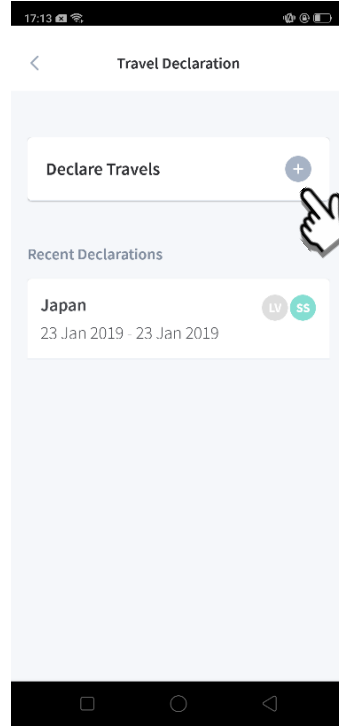 17:13
Travel Declaration
Declare Travels
Recent Declarations
Japan
LV SS
23 Jan 2019 - 23 Jan 2019